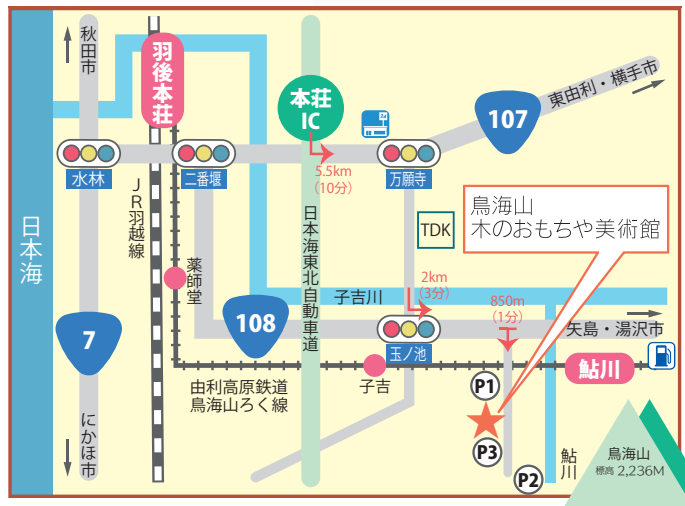 秋田市
羽後本荘
本荘
IC
107
東由利・横手市
水林
二番堰
5.5km
(10分)
万願寺
JR羽越線
鳥海山
木のおもちゃ美術館
TDK
日本海
薬師堂
日本海東北自動車道
2km
(3分)
子吉川
850m
(1分)
108
7
矢島・湯沢市
玉ノ池
鮎川
由利高原鉄道
鳥海山ろく線
子吉
P1
にかほ市
P3
鮎川
P2
鳥海山
標高 2,236M